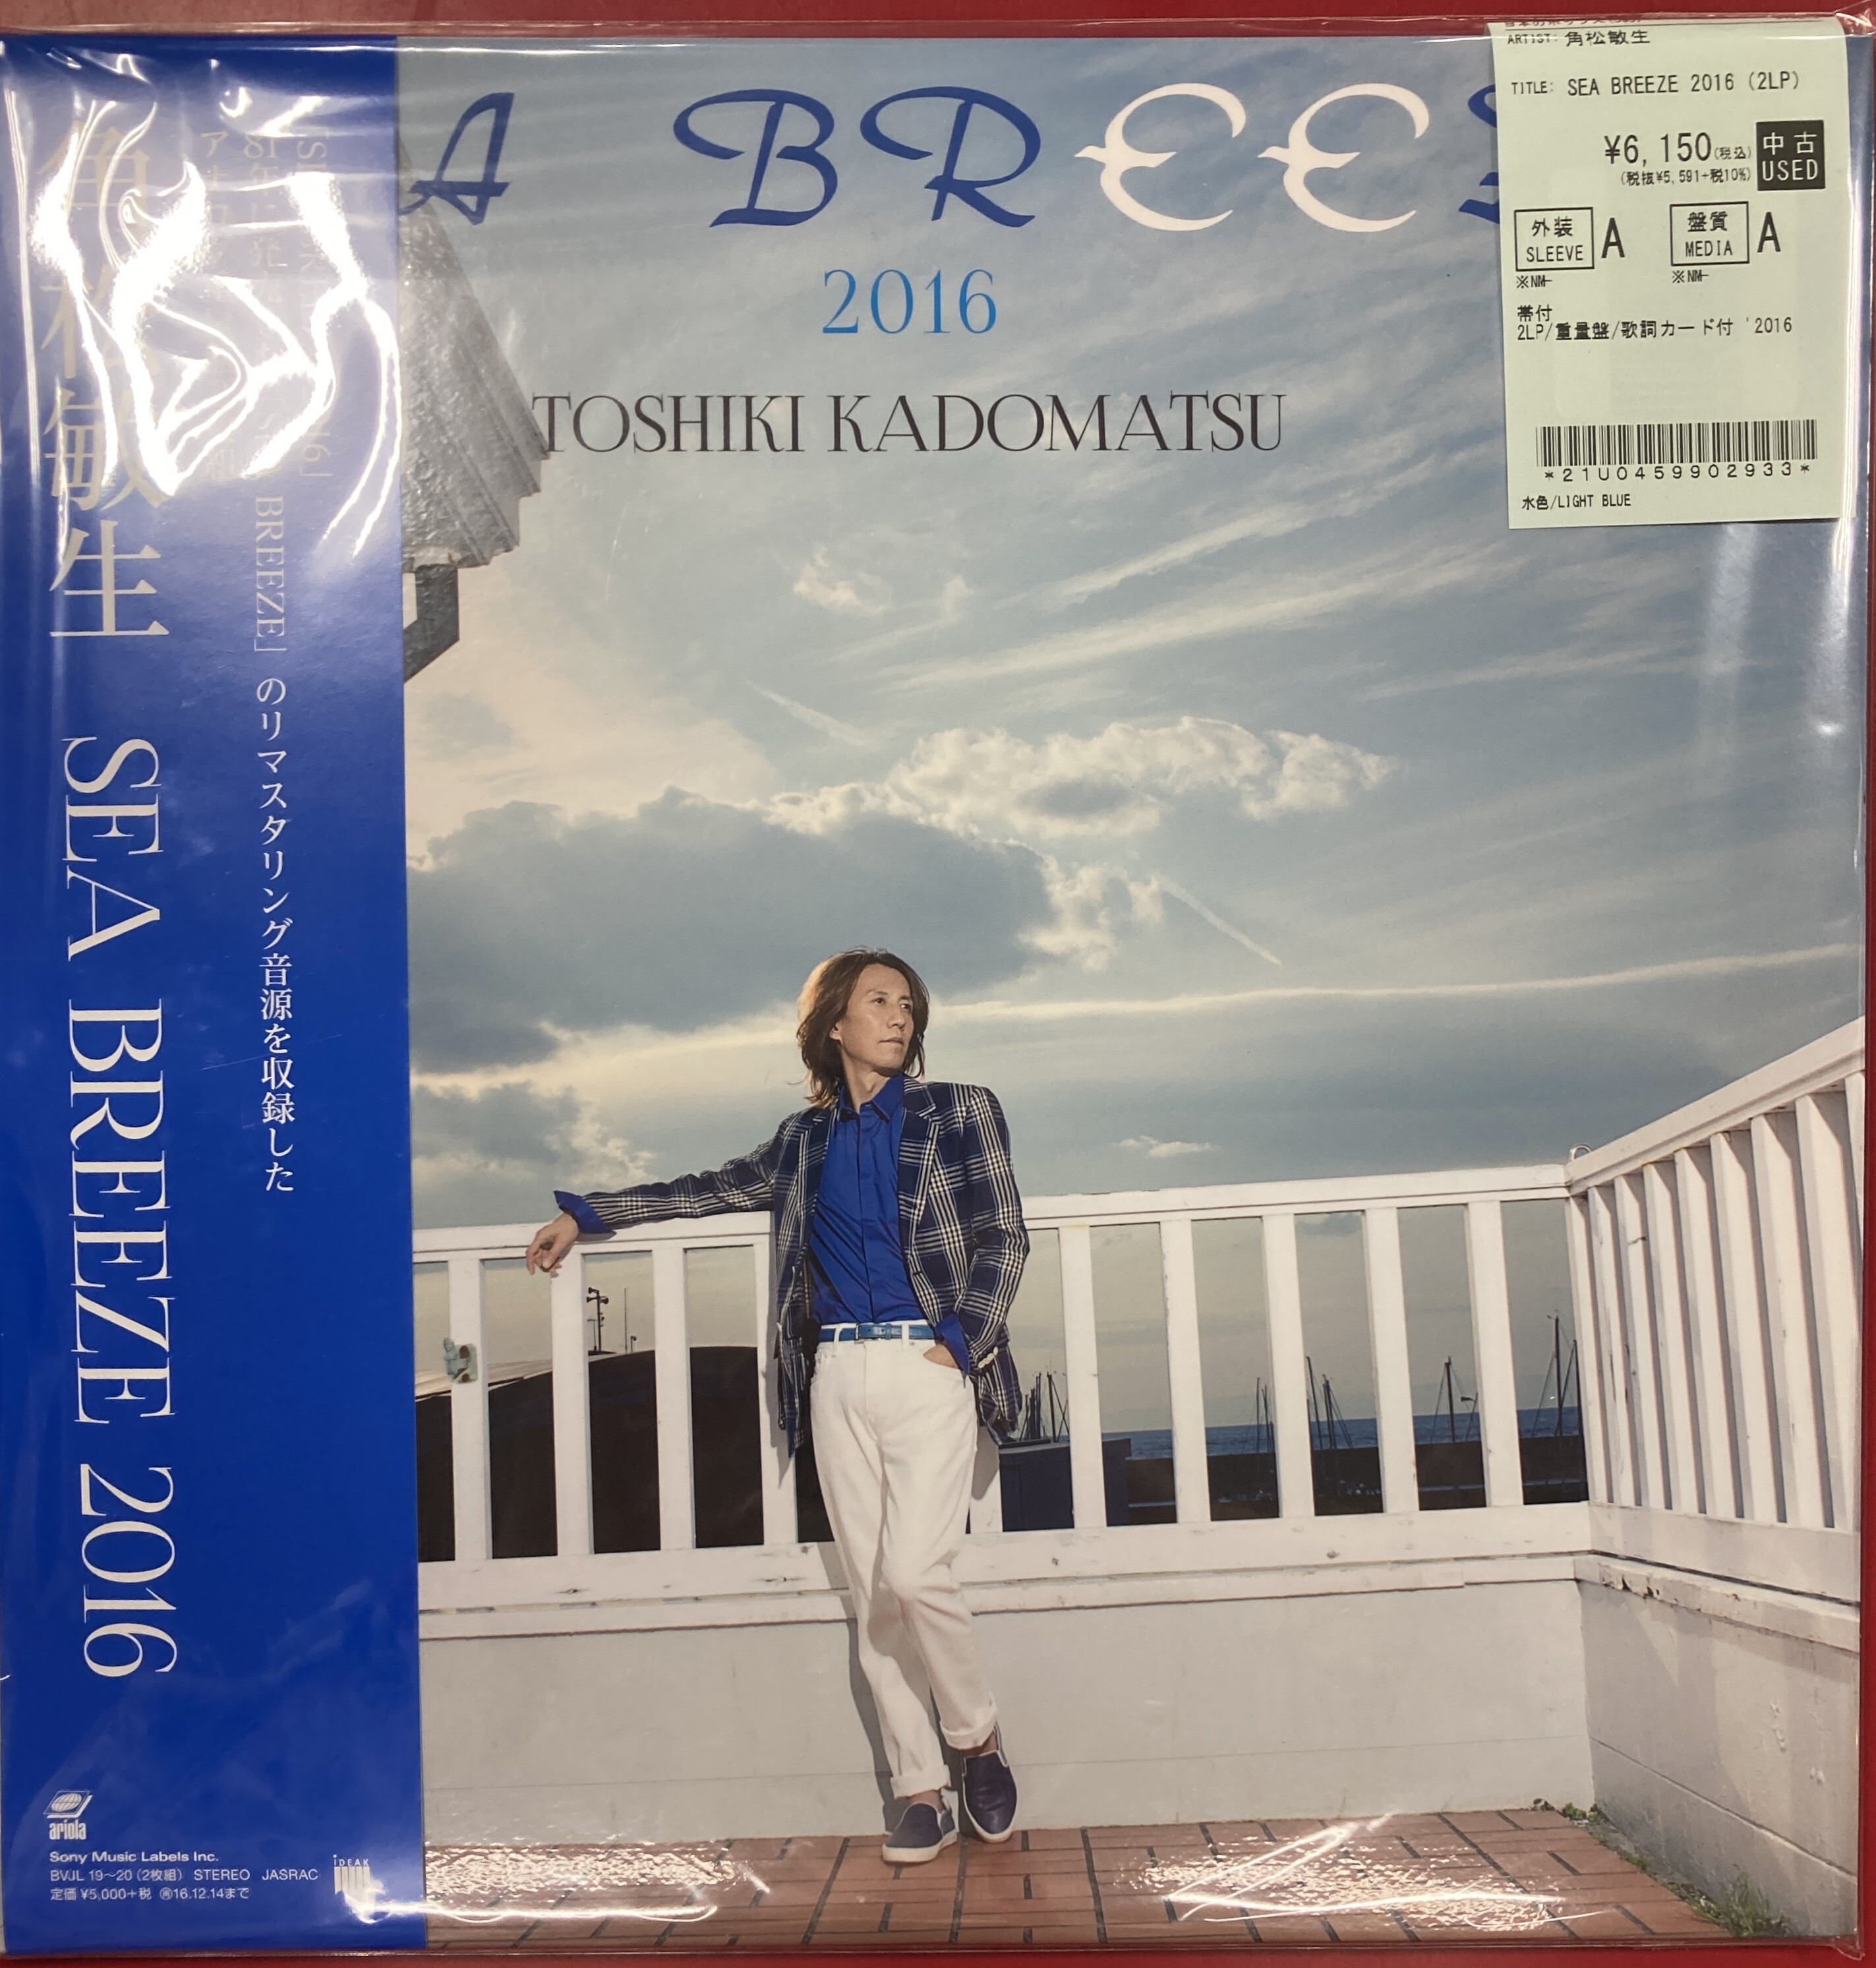 ARTIST: 角松敏生
TITLE: SEA BREEZE 2016 (2LP)
¥6,150(税込)
(税抜¥5,591+税10%)
中古
USED
外装
SLEEVE
A
※NM-
盤質
MEDIA
A
※NM-
帯付
2LP/重量盤/歌詞カード付 '2016
*21U0459902933*
水色/LIGHT BLUE
A BREE
2016
TOSHIKI KADOMATSU
BREEZE」のリマスタリング音源を収録した
角松敏生 SEA BREEZE 2016
ariola
Sony Music Labels Inc.
BVJL 19～20 (2枚組) STEREO JASRAC
定価 ¥5,000+税 16.12.14まで
iDEAK